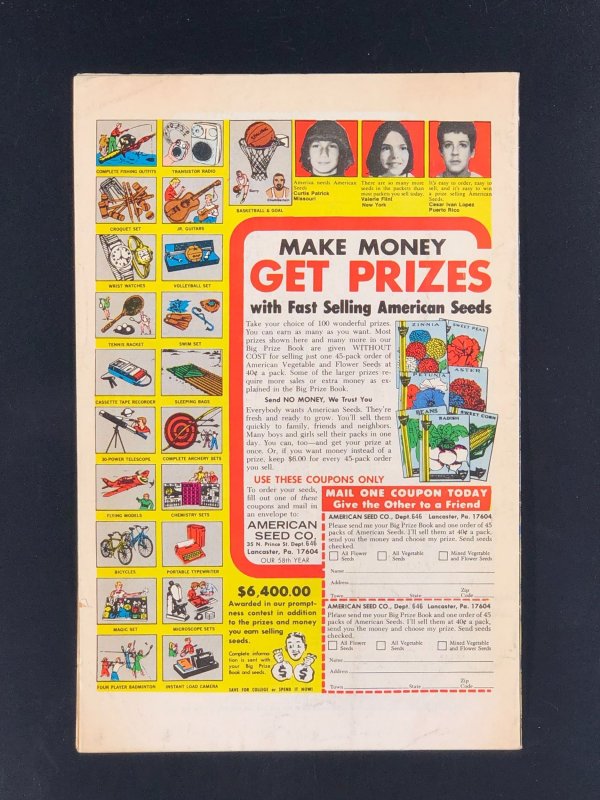 COMPLETE FISHING OUTFITS
TRANSISTOR RADIO
CROQUET SET
JR. GUITARS
WRIST WATCHES
VOLLEYBALL SET
TENNIS RACKET
SWIM SET
CASSETTE TAPE RECORDER
SLEEPING BAGS
30-POWER TELESCOPE
COMPLETE ARCHERY SETS
FLYING MODELS
CHEMISTRY SETS
BICYCLES
PORTABLE TYPEWRITER
MAGIC SET
MICROSCOPE SETS
FOUR PLAYER BADMINTON
INSTANT LOAD CAMERA
BASKETBALL & GOAL
America needs American
Seeds
Curtis Patrick
Missouri
There are so many more
seeds in the packets than
most packets you sell today.
Valerie Flint
New York
It's easy to order, easy to
sell, and it's easy to win
a prize selling American
Seeds.
Cesar Ivan Lopez
Puerto Rico
MAKE MONEY
GET PRIZES
with Fast Selling American Seeds
Take your choice of 100 wonderful prizes.
You can earn as many as you want. Most
prizes shown here and many more in our
Big Prize Book are given WITHOUT
COST for selling just one 45-pack order of
American Vegetable and Flower Seeds at
40¢ a pack. Some of the larger prizes re-
quire more sales or extra money as ex-
plained in the Big Prize Book.
Send NO MONEY, We Trust You
Everybody wants American Seeds. They're
fresh and ready to grow. You'll sell them
quickly to family, friends and neighbors.
Many boys and girls sell their packs in one
day. You can, too—and get your prize at
once. Or, if you want money instead of a
prize, keep $6.00 for every 45-pack order
you sell.
ZINNIA
SWEET PEAS
PETUNIA
ASTER
BEANS
RADISH
SWEET CORN
USE THESE COUPONS ONLY
To order your seeds,
fill out one of these
coupons and mail in
an envelope to:
AMERICAN
SEED CO.
35 N. Prince St. Dept. 646
Lancaster, Pa. 17604
OUR 58th YEAR
MAIL ONE COUPON TODAY
Give the Other to a Friend
AMERICAN SEED CO., Dept. 646 Lancaster, Pa. 17604
Please send me your Big Prize Book and one order of 45
packs of American Seeds. I'll sell them at 40¢ a pack,
send you the money and choose my prize. Send seeds
checked.
All Flower Seeds
All Vegetable Seeds
Mixed Vegetable and Flowers
Name
Address
Town State Zip Code
AMERICAN SEED CO., Dept. 646 Lancaster, Pa. 17604
Please send me your Big Prize Book and one order of 45
packs of American Seeds. I'll sell them at 40¢ a pack,
send you the money and choose my prize. Send seeds
checked.
All Flower Seeds
All Vegetable Seeds
Mixed Vegetable and Flowers
Name
Address
Town State Zip Code
$6,400.00
Awarded in our prompt-
ness contest in addition
to the prizes and money
you earn selling
seeds.
Complete informa-
tion is sent with
your Big Prize
Book and seeds.
$ $
SAVE FOR COLLEGE or SPEND IT NOW!